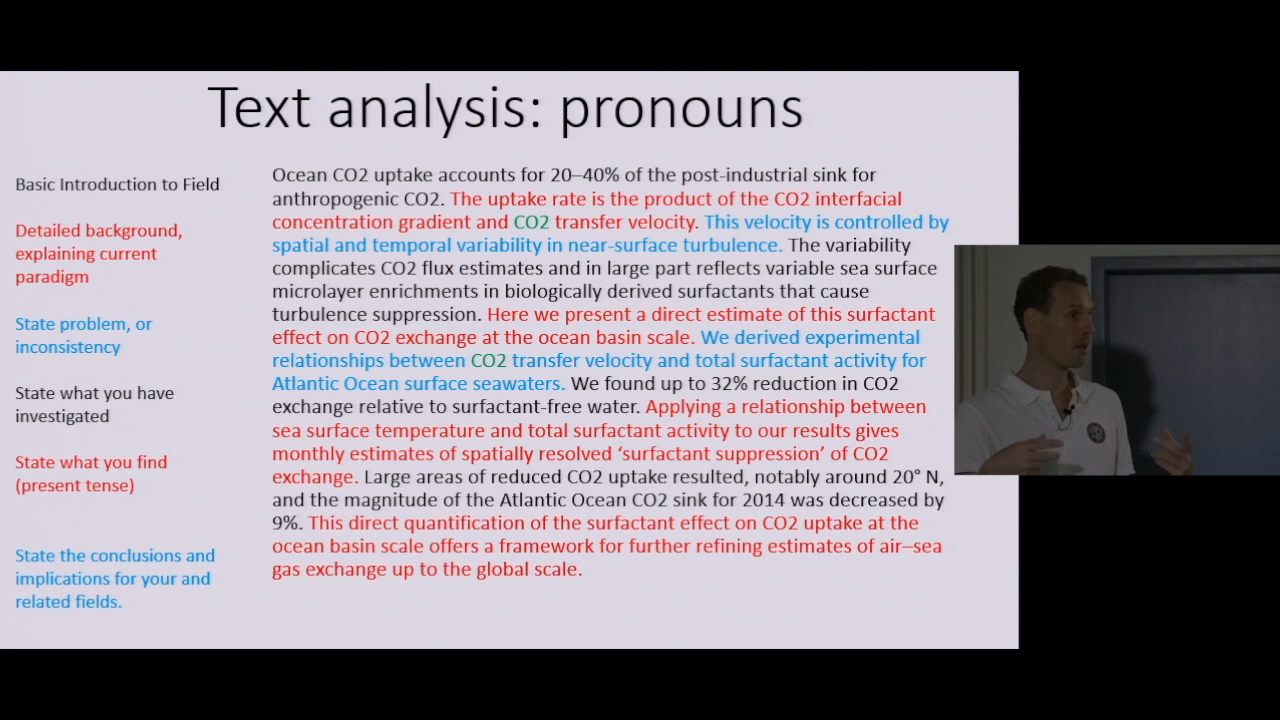 Text analysis: pronouns
Basic Introduction to Field
Detailed background,
explaining current
paradigm
State problem, or
inconsistency
State what you have
investigated
State what you find
(present tense)
State the conclusions and
implications for your and
related fields.
Ocean CO2 uptake accounts for 20–40% of the post-industrial sink for
anthropogenic CO2. The uptake rate is the product of the CO2 interfacial
concentration gradient and CO2 transfer velocity. This velocity is controlled by
spatial and temporal variability in near-surface turbulence. The variability
complicates CO2 flux estimates and in large part reflects variable sea surface
microlayer enrichments in biologically derived surfactants that cause
turbulence suppression. Here we present a direct estimate of this surfactant
effect on CO2 exchange at the ocean basin scale. We derived experimental
relationships between CO2 transfer velocity and total surfactant activity for
Atlantic Ocean surface seawaters. We found up to 32% reduction in CO2
exchange relative to surfactant-free water. Applying a relationship between
sea surface temperature and total surfactant activity to our results gives
monthly estimates of spatially resolved ‘surfactant suppression’ of CO2
exchange. Large areas of reduced CO2 uptake resulted, notably around 20° N,
and the magnitude of the Atlantic Ocean CO2 sink for 2014 was decreased by
9%. This direct quantification of the surfactant effect on CO2 uptake at the
ocean basin scale offers a framework for further refining estimates of air–sea
gas exchange up to the global scale.